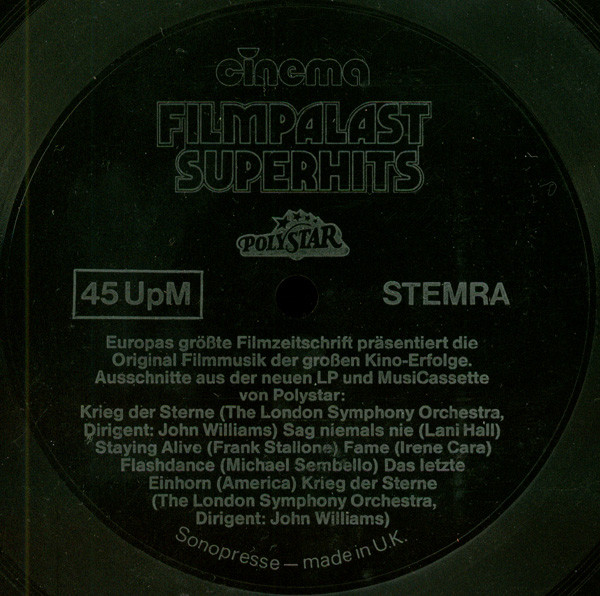 cinema
FILMPALAST
SUPERHITS
POLYSTAR
45 UpM
STEMRA
Europas größte Filmzeitschrift präsentiert die
Original Filmmusik der großen Kino-Erfolge.
Ausschnitte aus der neuen LP und MusiCassette
von Polystar:
Krieg der Sterne (The London Symphony Orchestra,
Dirigent: John Williams) Sag niemals nie (Lani Hall)
Staying Alive (Frank Stallone) Fame (Irene Cara)
Flashdance (Michael Sembello) Das letzte
Einhorn (America) Krieg der Sterne
(The London Symphony Orchestra,
Dirigent: John Williams)
Sonopresse — made in U.K.